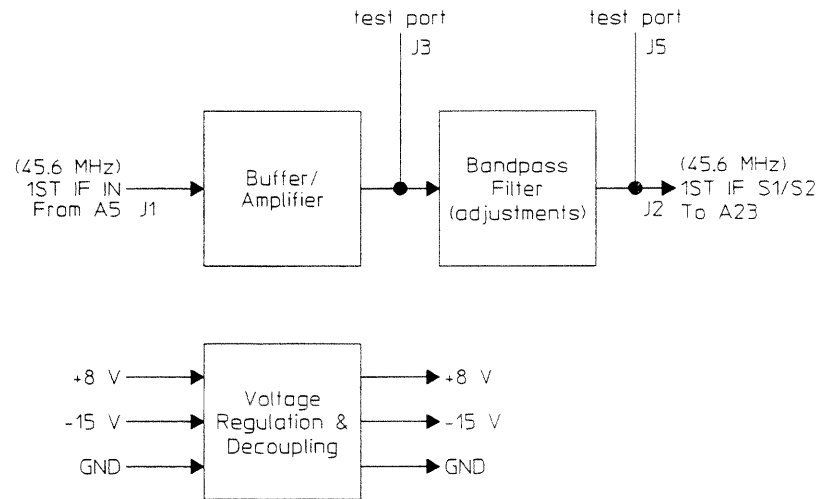 test port
J3
test port
J5
(45.6 MHz)
1ST IF IN
From A5 J1
Buffer/
Amplifier
Bandpass
Filter
(adjustments)
(45.6 MHz)
1ST IF S1/S2
J2 To A23
+8 V
-15 V
GND
Voltage
Regulation &
Decoupling
+8 V
-15 V
GND